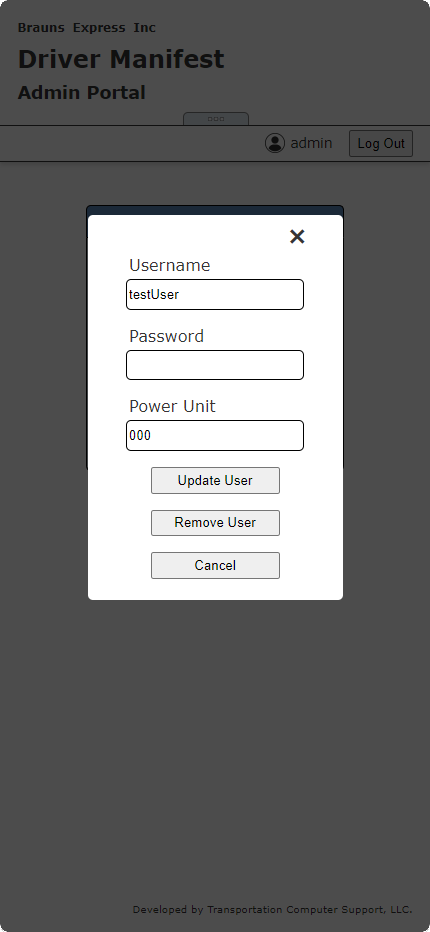 Brauns Express Inc
Driver Manifest
Admin Portal
admin
Log Out
Username
testUser
Password
Power Unit
000
Update User
Remove User
Cancel
Developed by Transportation Computer Support, LLC.